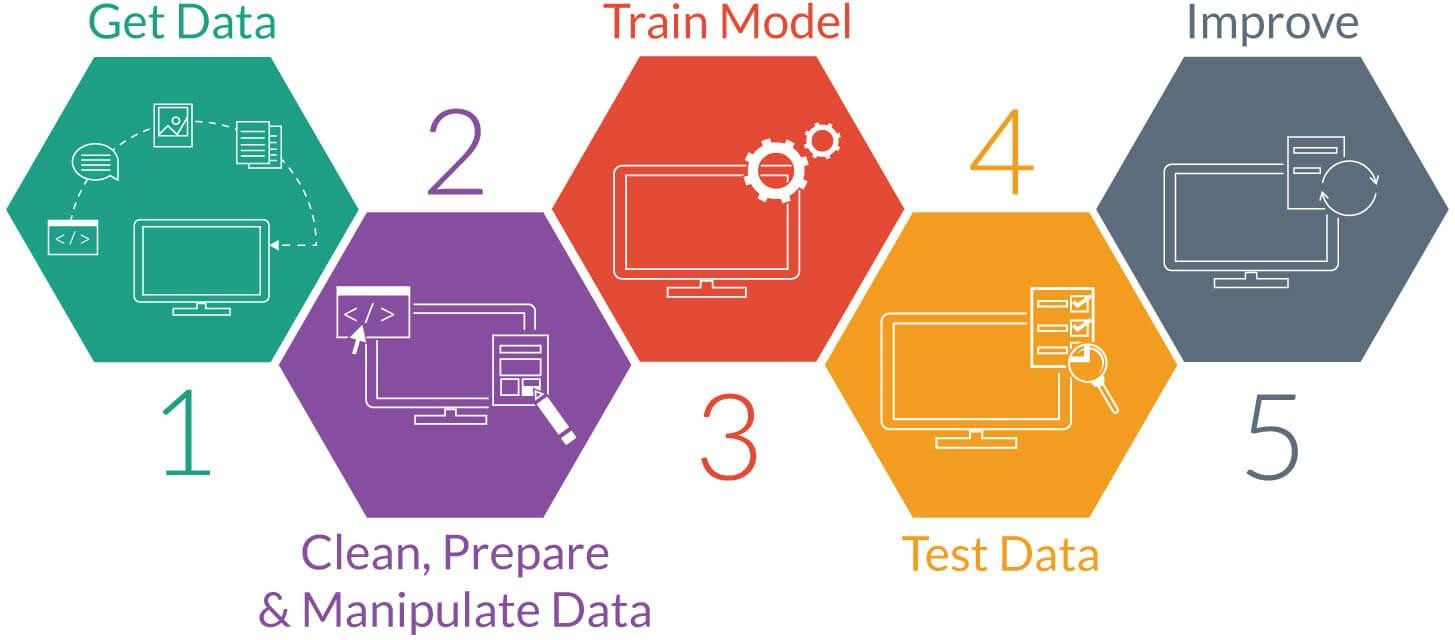 Get Data
1
2
Clean, Prepare
& Manipulate Data
Train Model
3
4
Test Data
Improve
5
</>
</>